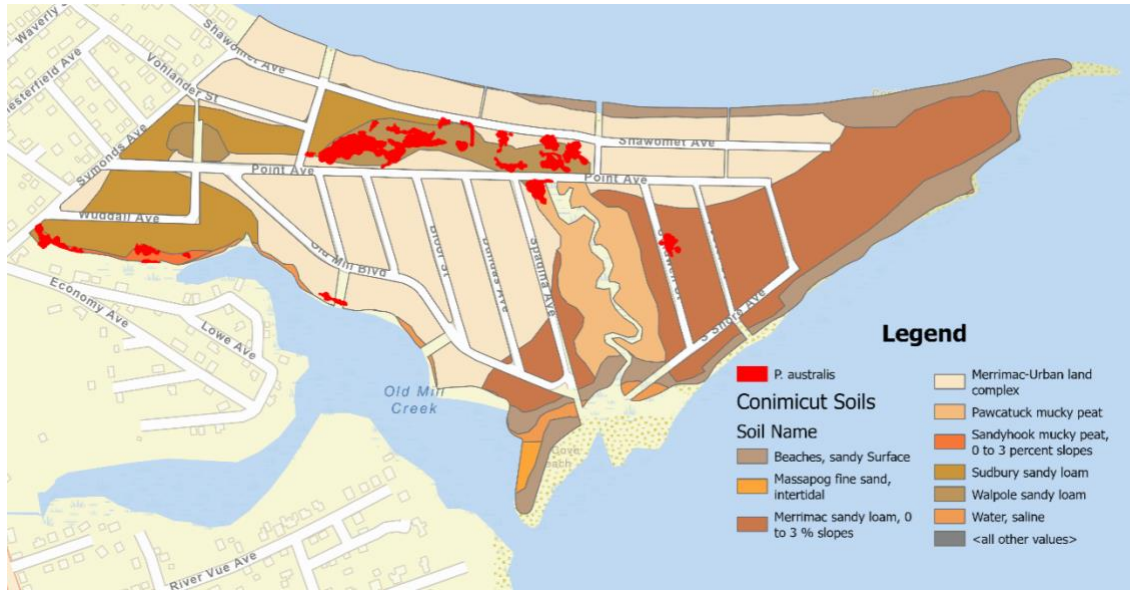 Waverly S
Shawomet Ave
Vohlander St
hesterfield Ave
Symonds Ave
Shawomet Ave
Point Ave
Point Ave
Wuddall Ave
Old Mill Blvd
Spadina Ave
S Shore Ave
Economy Ave
Lowe Ave
Old Mill
Creek
River Vue Ave
Legend
P. australis
Conimicut Soils
Soil Name
Beaches, sandy Surface
Massapog fine sand,
intertidal
Merrimac sandy loam, 0
to 3 % slopes
Merrimac-Urban land
complex
Pawcatuck mucky peat
Sandyhook mucky peat,
0 to 3 percent slopes
Sudbury sandy loam
Walpole sandy loam
Water, saline
<all other values>